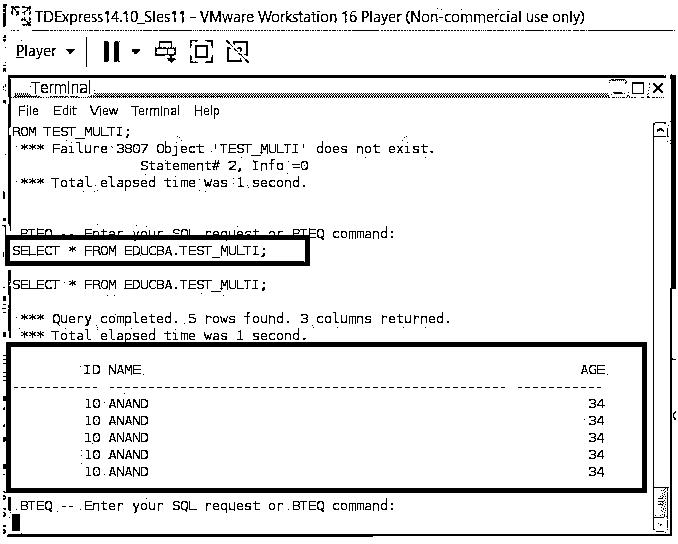 TDExpress14.10_Sles11 - VMware Workstation 16 Player (Non-commercial use only)
Player
Terminal
File Edit View Terminal Help
ROM TEST_MULTI;
*** Failure 3807 Object 'TEST_MULTI' does not exist.
Statement# 2, Info =0
*** Total elapsed time was 1 second.
BTEQ -- Enter your SQL request or BTEQ command:
SELECT * FROM EDUCBA.TEST_MULTI;
SELECT * FROM EDUCBA.TEST_MULTI;
*** Query completed. 5 rows found. 3 columns returned.
*** Total elapsed time was 1 second.
ID NAME AGE
----------- ------------------------------------------------- -----------
10 ANAND 34
10 ANAND 34
10 ANAND 34
10 ANAND 34
10 ANAND 34
BTEQ -- Enter your SQL request or BTEQ command: